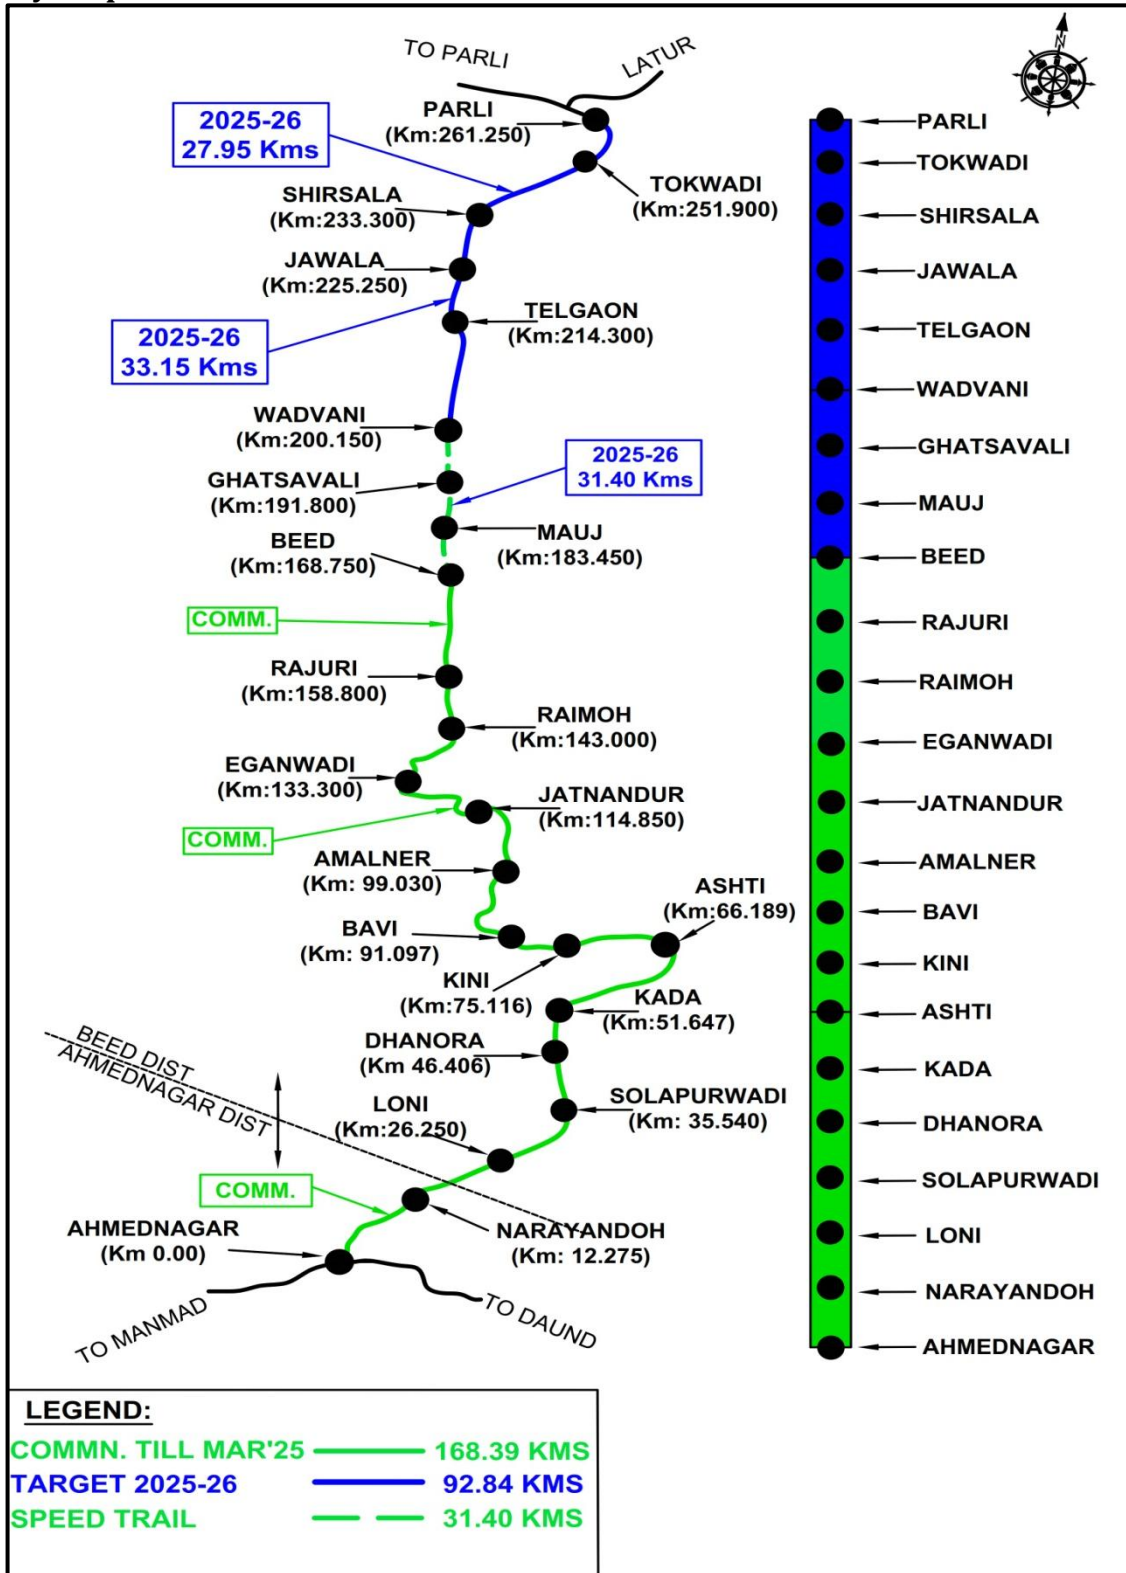 TO PARLI
LATUR
N
PARLI
(Km:261.250)
2025-26
27.95 Kms
TOKWADI
(Km:251.900)
SHIRSALA
(Km:233.300)
JAWALA
(Km:225.250)
TELGAON
(Km:214.300)
2025-26
33.15 Kms
WADVANI
(Km:200.150)
2025-26
31.40 Kms
GHATSAVALI
(Km:191.800)
MAUJ
(Km:183.450)
BEED
(Km:168.750)
COMM.
RAJURI
(Km:158.800)
RAIMOH
(Km:143.000)
EGANWADI
(Km:133.300)
JATNANDUR
(Km:114.850)
COMM.
AMALNER
(Km: 99.030)
ASHTI
(Km:66.189)
BAVI
(Km: 91.097)
KINI
(Km:75.116)
KADA
(Km:51.647)
DHANORA
(Km 46.406)
BEED DIST
AHMEDNAGAR DIST
SOLAPURWADI
(Km: 35.540)
LONI
(Km:26.250)
COMM.
NARAYANDOH
(Km: 12.275)
AHMEDNAGAR
(Km 0.00)
TO MANMAD
TO DAUND
PARLI
TOKWADI
SHIRSALA
JAWALA
TELGAON
WADVANI
GHATSAVALI
MAUJ
BEED
RAJURI
RAIMOH
EGANWADI
JATNANDUR
AMALNER
BAVI
KINI
ASHTI
KADA
DHANORA
SOLAPURWADI
LONI
NARAYANDOH
AHMEDNAGAR
LEGEND:
COMMN. TILL MAR'25 168.39 KMS
TARGET 2025-26 92.84 KMS
SPEED TRAIL 31.40 KMS